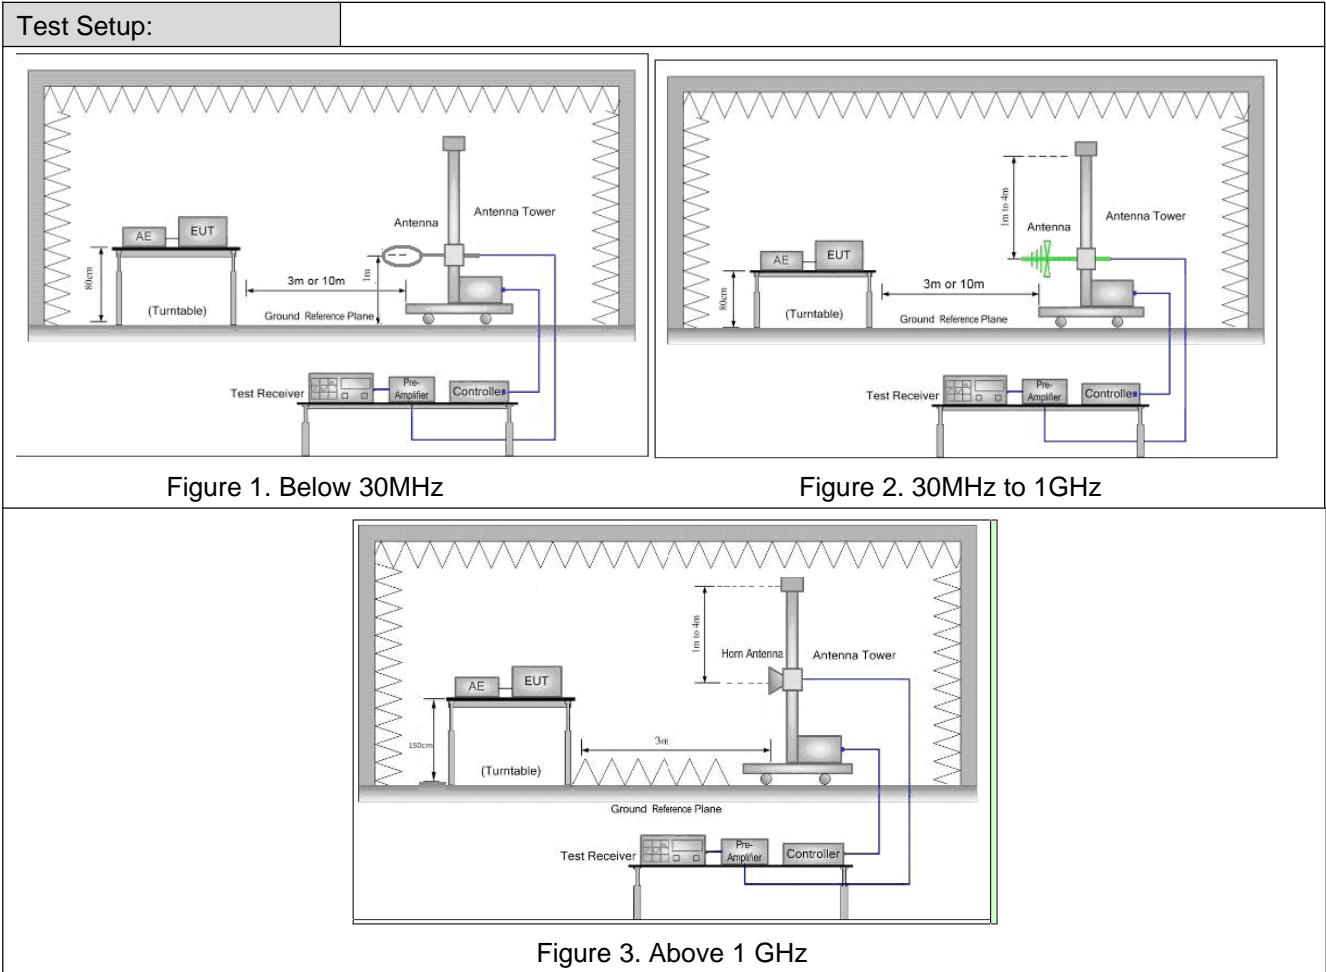 Test Setup:
Antenna
Antenna Tower
AE
EUT
80cm
1m
3m or 10m
(Turntable)
Ground Reference Plane
Test Receiver
Pre-
Amplifier
Controller
Figure 1. Below 30MHz
1m to 4m
Antenna
Antenna Tower
AE
EUT
80cm
3m or 10m
(Turntable)
Ground Reference Plane
Test Receiver
Pre-
Amplifier
Controller
Figure 2. 30MHz to 1GHz
1m to 4m
Horn Antenna
Antenna Tower
AE
EUT
150cm
3m
(Turntable)
Ground Reference Plane
Test Receiver
Pre-
Amplifier
Controller
Figure 3. Above 1 GHz